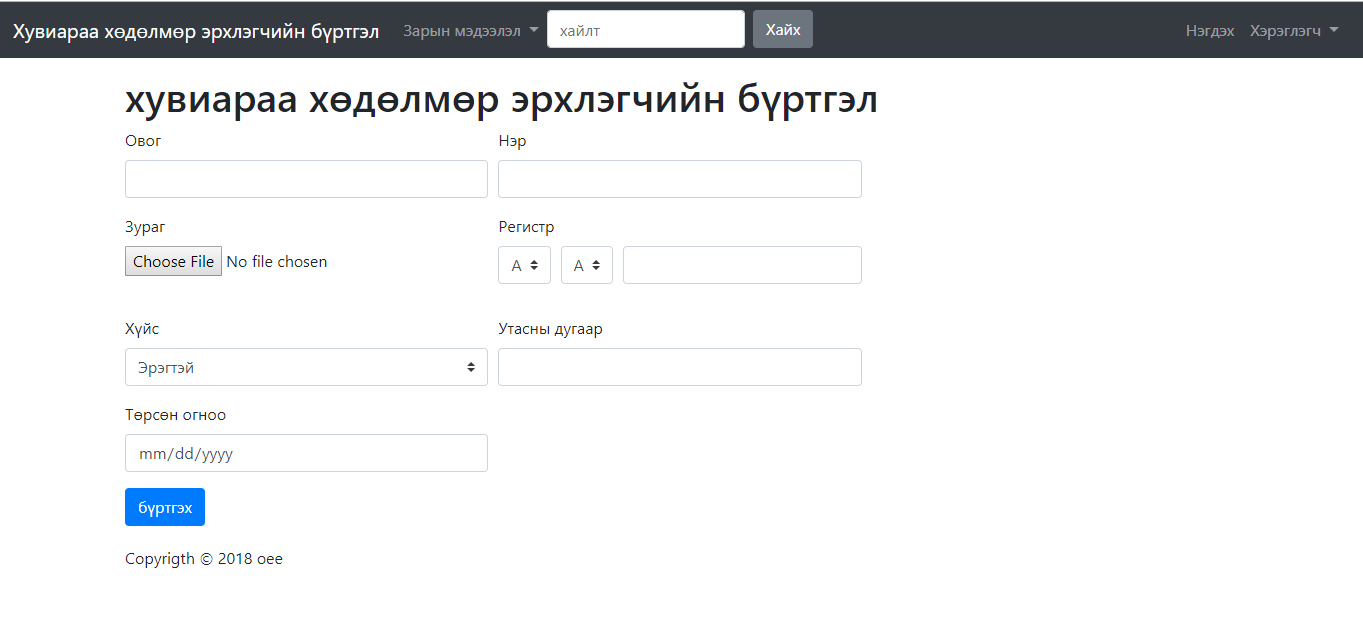 Хувиараа хөдөлмөр эрхлэгчийн бүртгэл Зарын мэдээлэл хайлт Хайх Нэгдэх Хэрэглэгч
хувиараа хөдөлмөр эрхлэгчийн бүртгэл
Овог Нэр
Зураг Регистр
Choose File No file chosen А А
Хүйс Утасны дугаар
Эрэгтэй
Төрсөн огноо
mm/dd/yyyy
бүртгэх
Copyrigth © 2018 oee